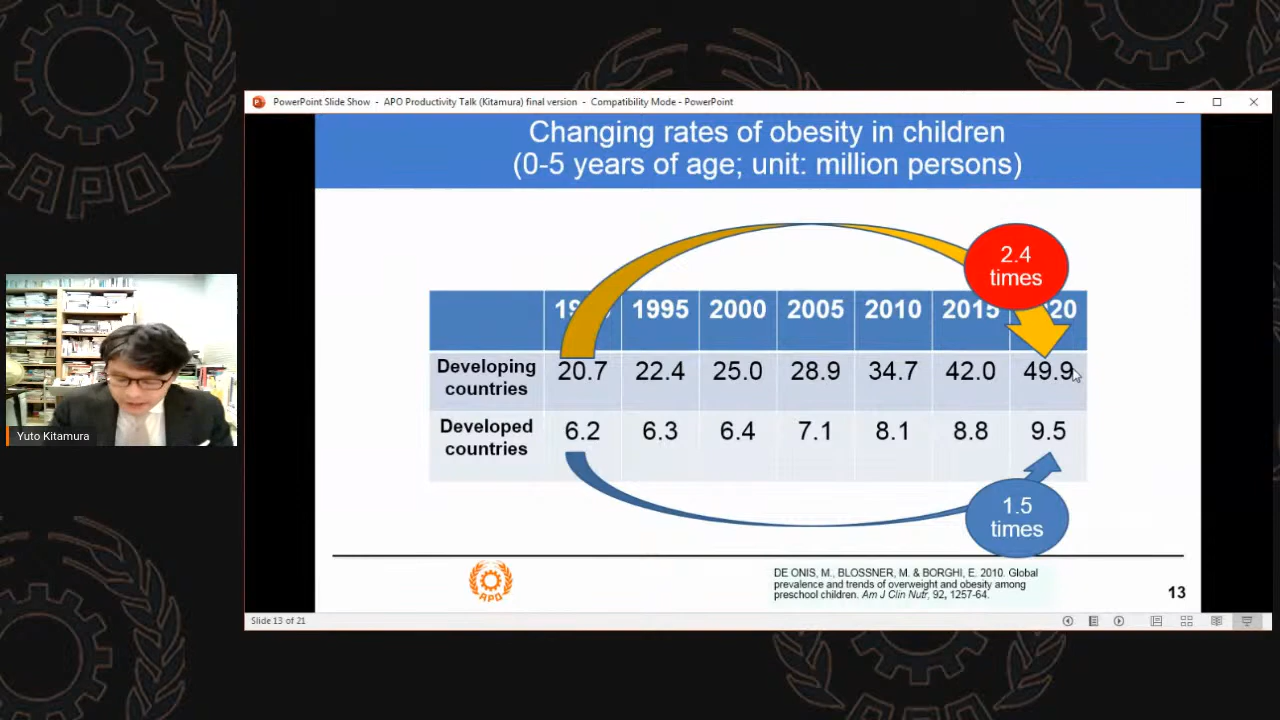 PowerPoint Slide Show - APO Productivity Talk (Kitamura) final version - Compatibility Mode - PowerPoint
Changing rates of obesity in children
(0-5 years of age; unit: million persons)
2.4
times
1995 2000 2005 2010 2015
Developing
countries
20.7 22.4 25.0 28.9 34.7 42.0 49.9
Developed
countries
6.2 6.3 6.4 7.1 8.1 8.8 9.5
1.5
times
APO
DE ONIS, M., BLOSSNER, M. & BORGHI, E. 2010. Global
prevalence and trends of overweight and obesity among
preschool children. Am J Clin Nutr, 92, 1257-64.
13
Slide 13 of 21
Yuto Kitamura
APO
APO
APO